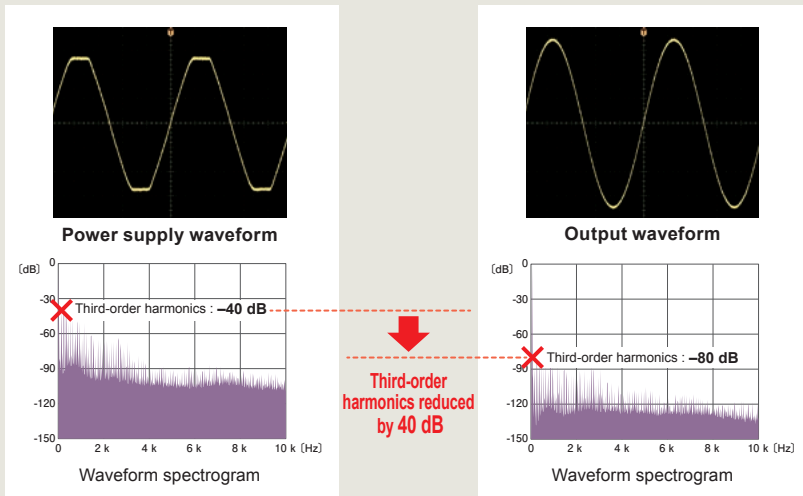 Power supply waveform
Output waveform
[dB]
0
-30
-60
-90
-120
-150
Third-order harmonics : –40 dB
0
2 k
4 k
6 k
8 k
10 k [Hz]
Waveform spectrogram
Third-order
harmonics reduced
by 40 dB
[dB]
0
-30
-60
-90
-120
-150
Third-order harmonics : –80 dB
0
2 k
4 k
6 k
8 k
10 k [Hz]
Waveform spectrogram